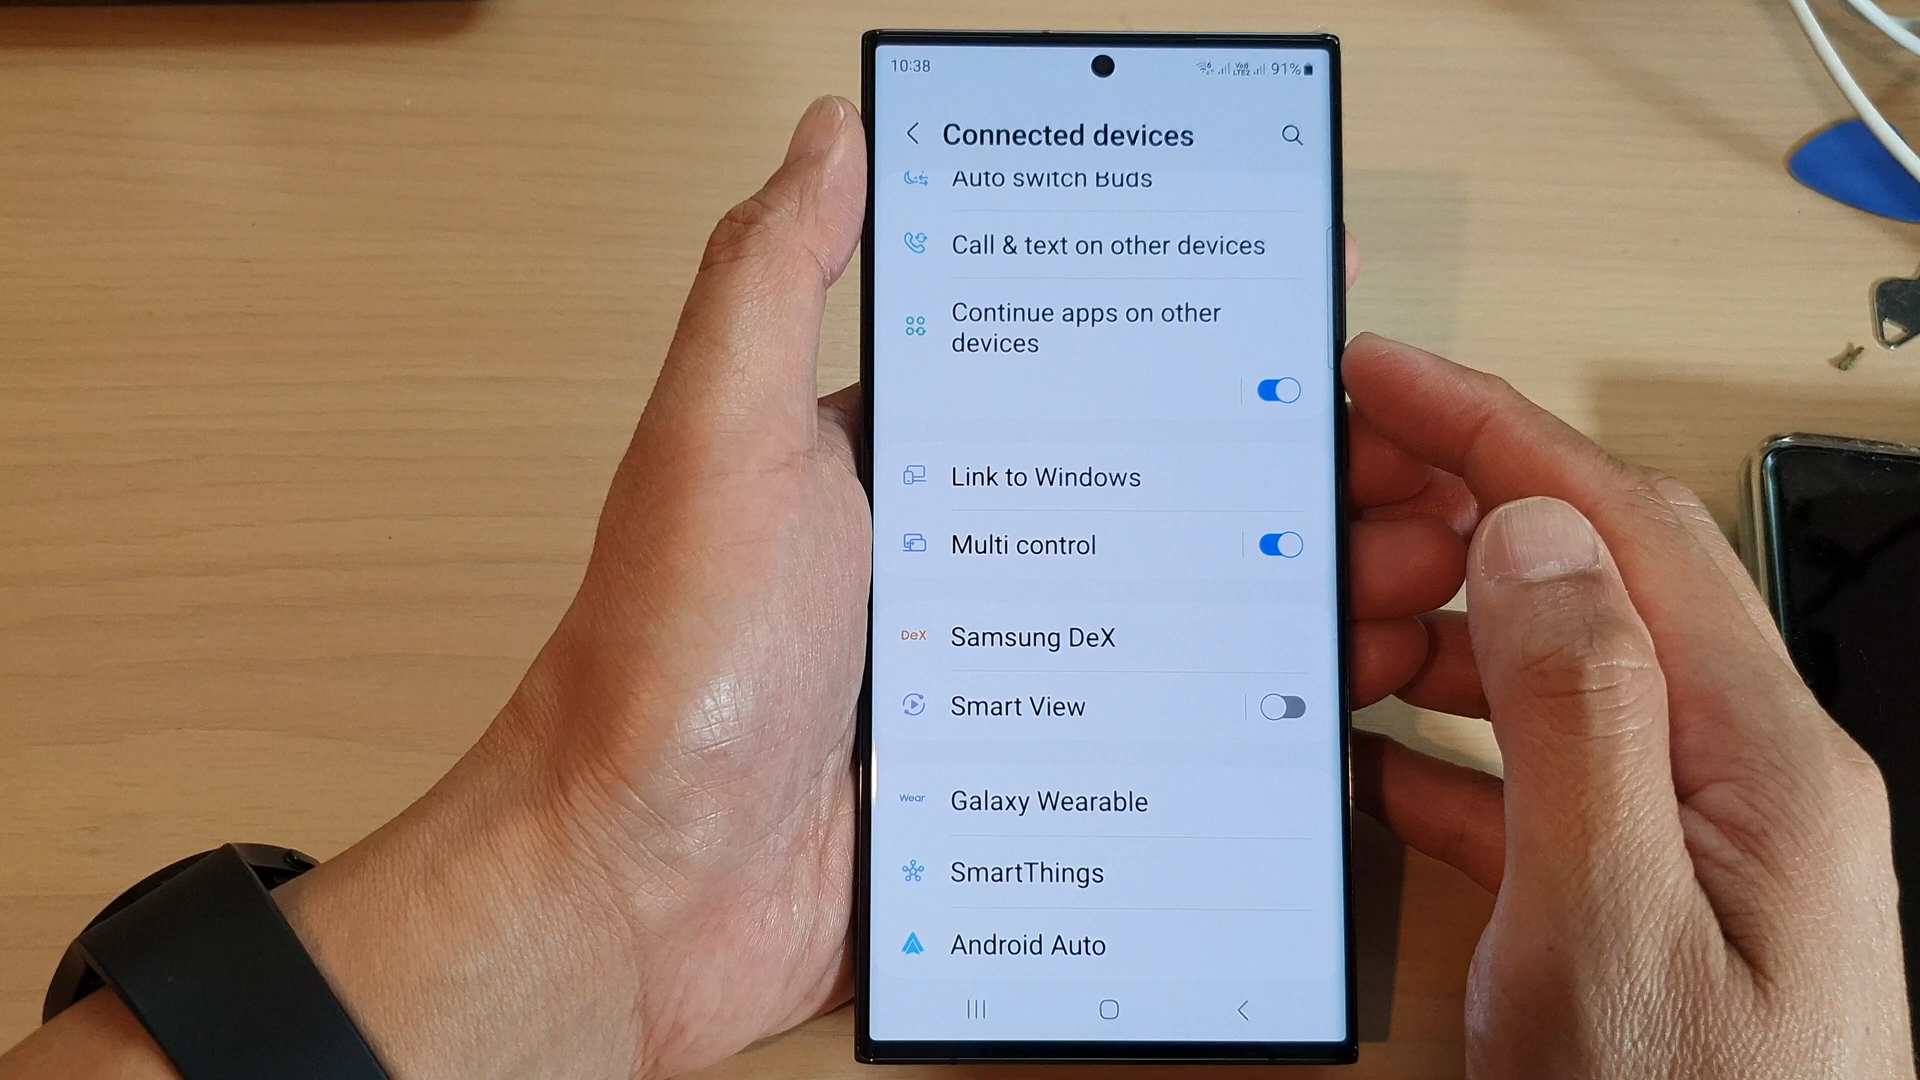 10:38
91%
Connected devices
Auto switch Buds
Call & text on other devices
Continue apps on other
devices
Link to Windows
Multi control
DeX Samsung DeX
Smart View
Wear Galaxy Wearable
SmartThings
Android Auto